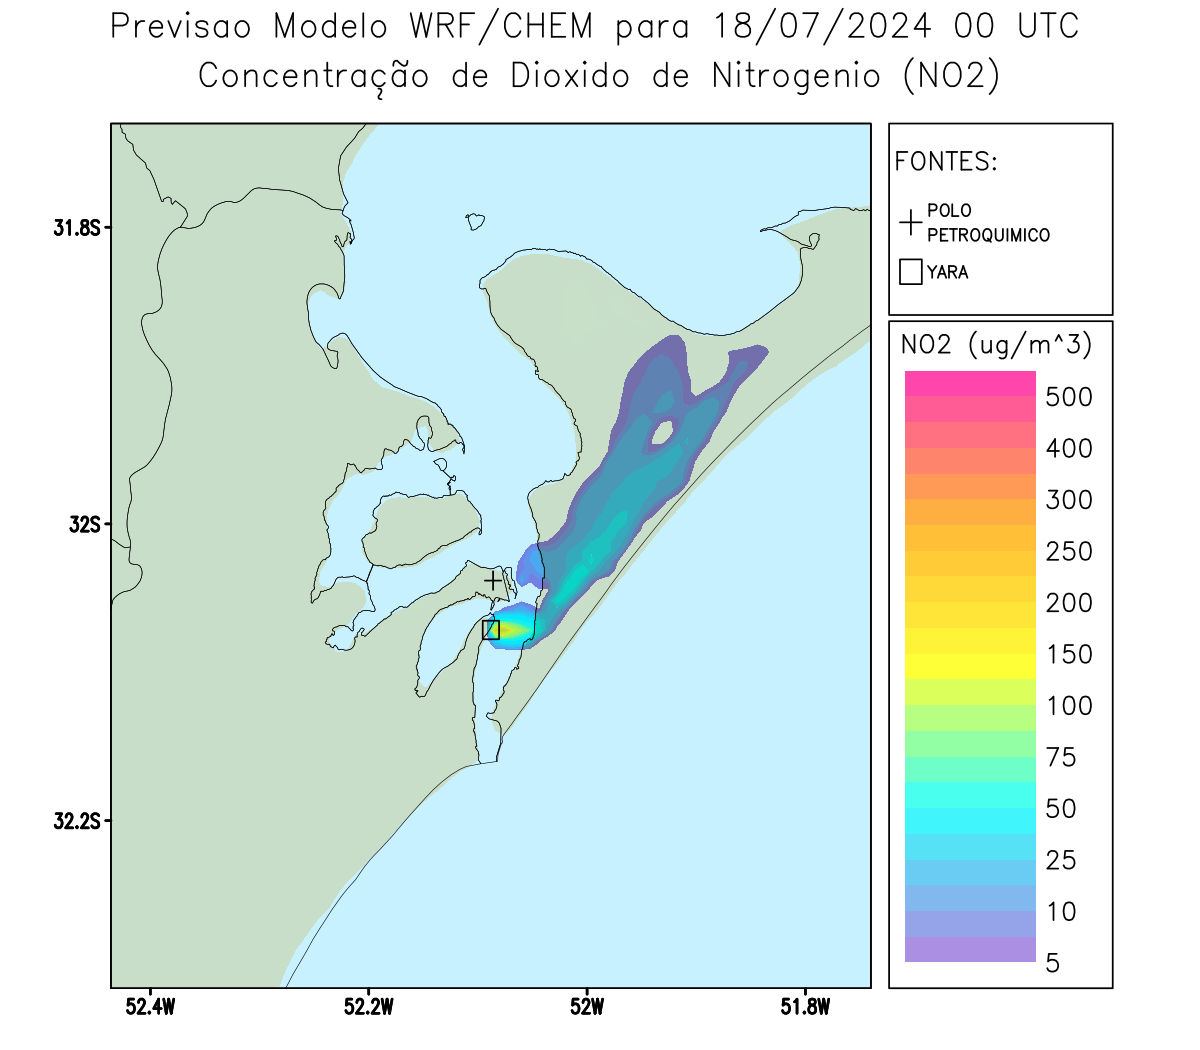 Previsao Modelo WRF/CHEM para 18/07/2024 00 UTC
Concentração de Dioxido de Nitrogenio (NO2)
FONTES:
POLO
PETROQUIMICO
YARA
NO2 (ug/m^3)
500
400
300
250
200
150
100
75
50
25
10
5
31.8S
32S
32.2S
52.4W
52.2W
52W
51.8W